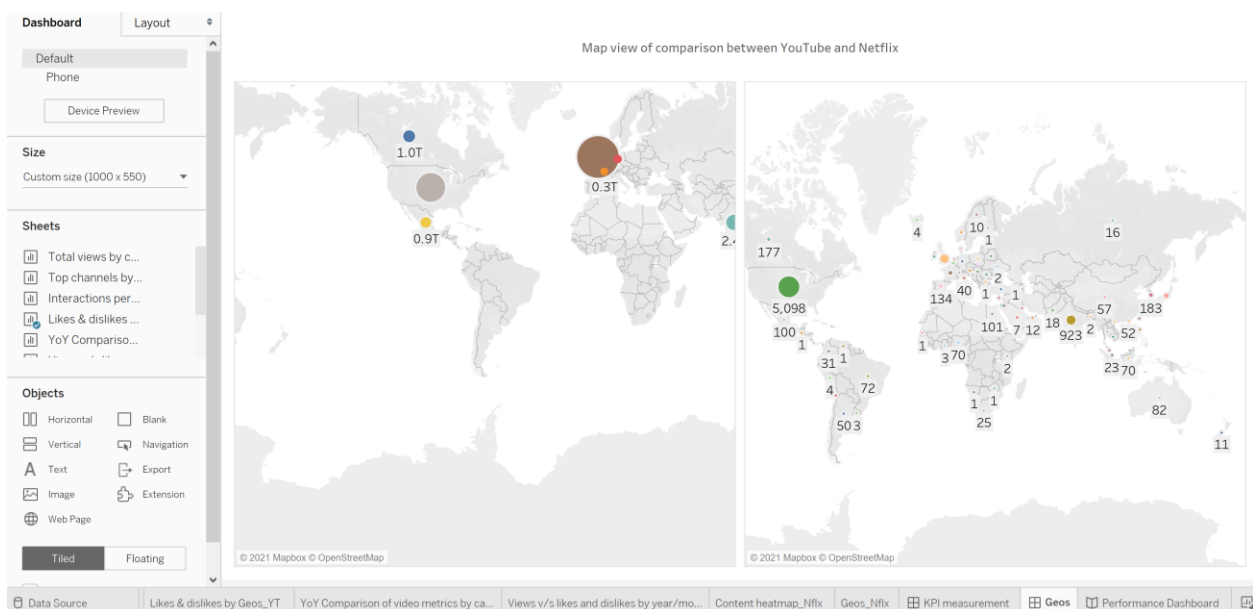 Dashboard
Layout
Default
Phone
Device Preview
Size
Custom size (1000 x 550)
Sheets
Total views by c...
Top channels by...
Interactions per...
Likes & dislikes ...
YoY Compariso...
Objects
Horizontal
Blank
Vertical
Navigation
Text
Export
Image
Extension
Web Page
Tiled
Floating
Map view of comparison between YouTube and Netflix
1.0T
0.3T
0.9T
2.4
© 2021 Mapbox © OpenStreetMap
4
10
16
1
177
2
40
1
1
134
5,098
57
183
100
101
7
12
18
923
2
52
1
1
3
70
31
1
2
23
70
4
72
1
1
82
50
3
25
11
© 2021 Mapbox © OpenStreetMap
Data Source
Likes & dislikes by Geos_YT
YoY Comparison of video metrics by ca...
Views v/s likes and dislikes by year/mo...
Content heatmap_Nflx
Geos_Nflx
KPI measurement
Geos
Performance Dashboard